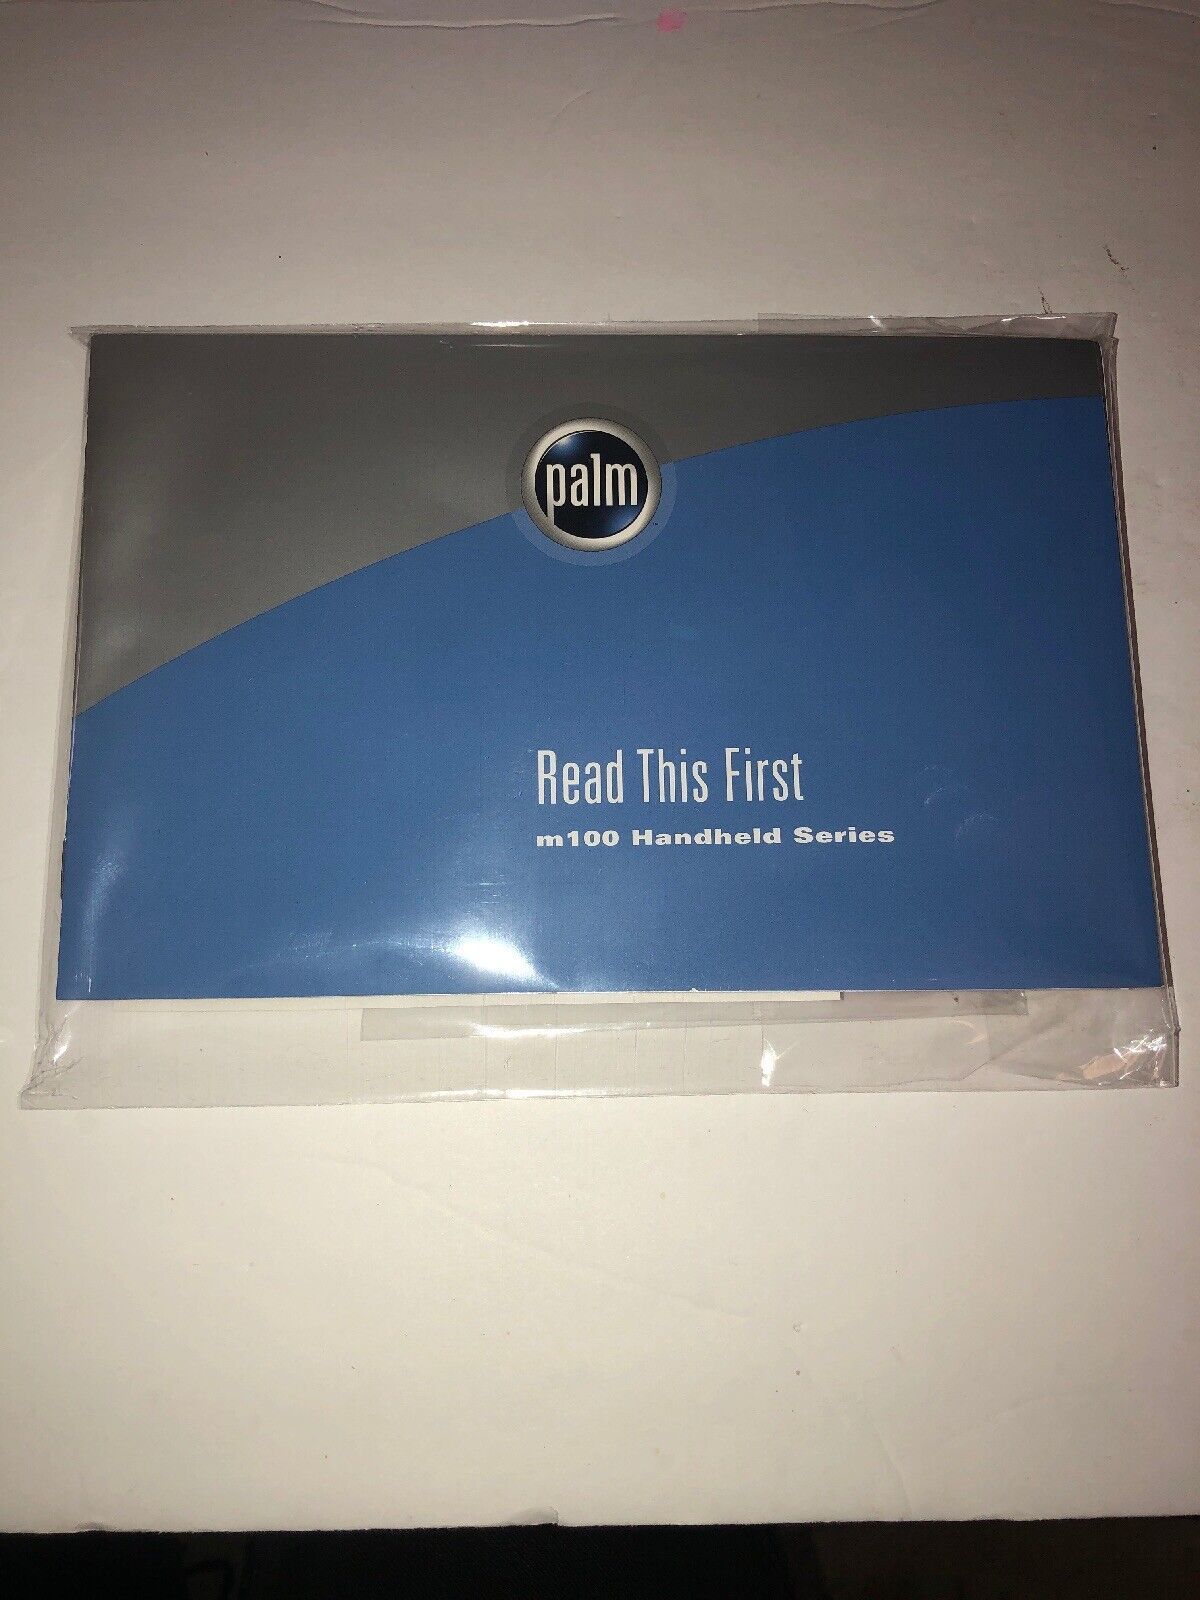 palm
Read This First
m100 Handheld Series